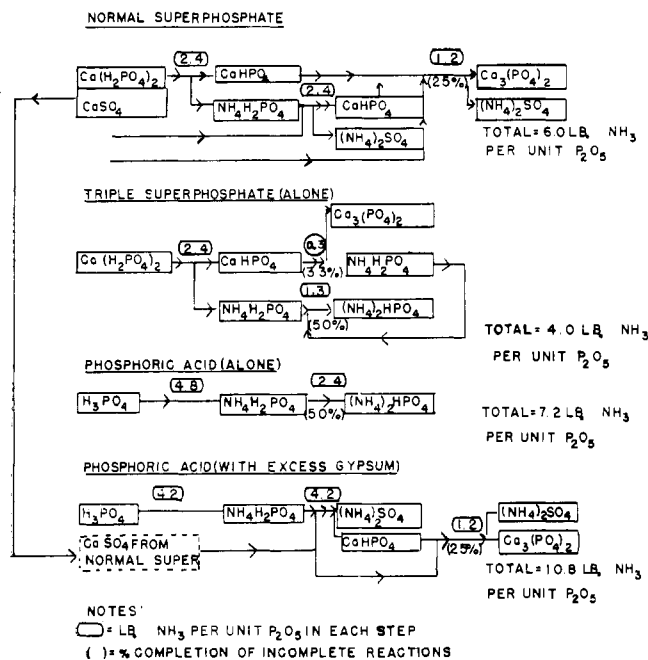 NORMAL SUPERPHOSPHATE
2.4
1.2
Ca(H2PO4)2
CaHPO4
2.4
(25%)
Ca3(PO4)2
CaSO4
NH4H2PO4
CaHPO4
(NH4)2SO4
(NH4)2SO4
TOTAL=6.0 LB. NH3
PER UNIT P2O5
TRIPLE SUPERPHOSPHATE(ALONE)
Ca3(PO4)2
2.4
0.3
Ca(H2PO4)2
CaHPO4
(33%)
NH4H2PO4
1.3
NH4H2PO4
(50%)
(NH4)2HPO4
TOTAL=4.0 LB. NH3
PER UNIT P2O5
PHOSPHORIC ACID(ALONE)
4.8
2.4
H3PO4
NH4H2PO4
(50%)
(NH4)2HPO4
TOTAL=7.2 LB. NH3
PER UNIT P2O5
PHOSPHORIC ACID(WITH EXCESS GYPSUM)
4.2
4.2
1.2
H3PO4
NH4H2PO4
(NH4)2SO4
(NH4)2SO4
CaSO4 FROM
NORMAL SUPER
CaHPO4
(25%)
Ca3(PO4)2
TOTAL=10.8 LB. NH3
PER UNIT P2O5
NOTES'
= LB. NH3 PER UNIT P2O5 IN EACH STEP
( )=% COMPLETION OF INCOMPLETE REACTIONS